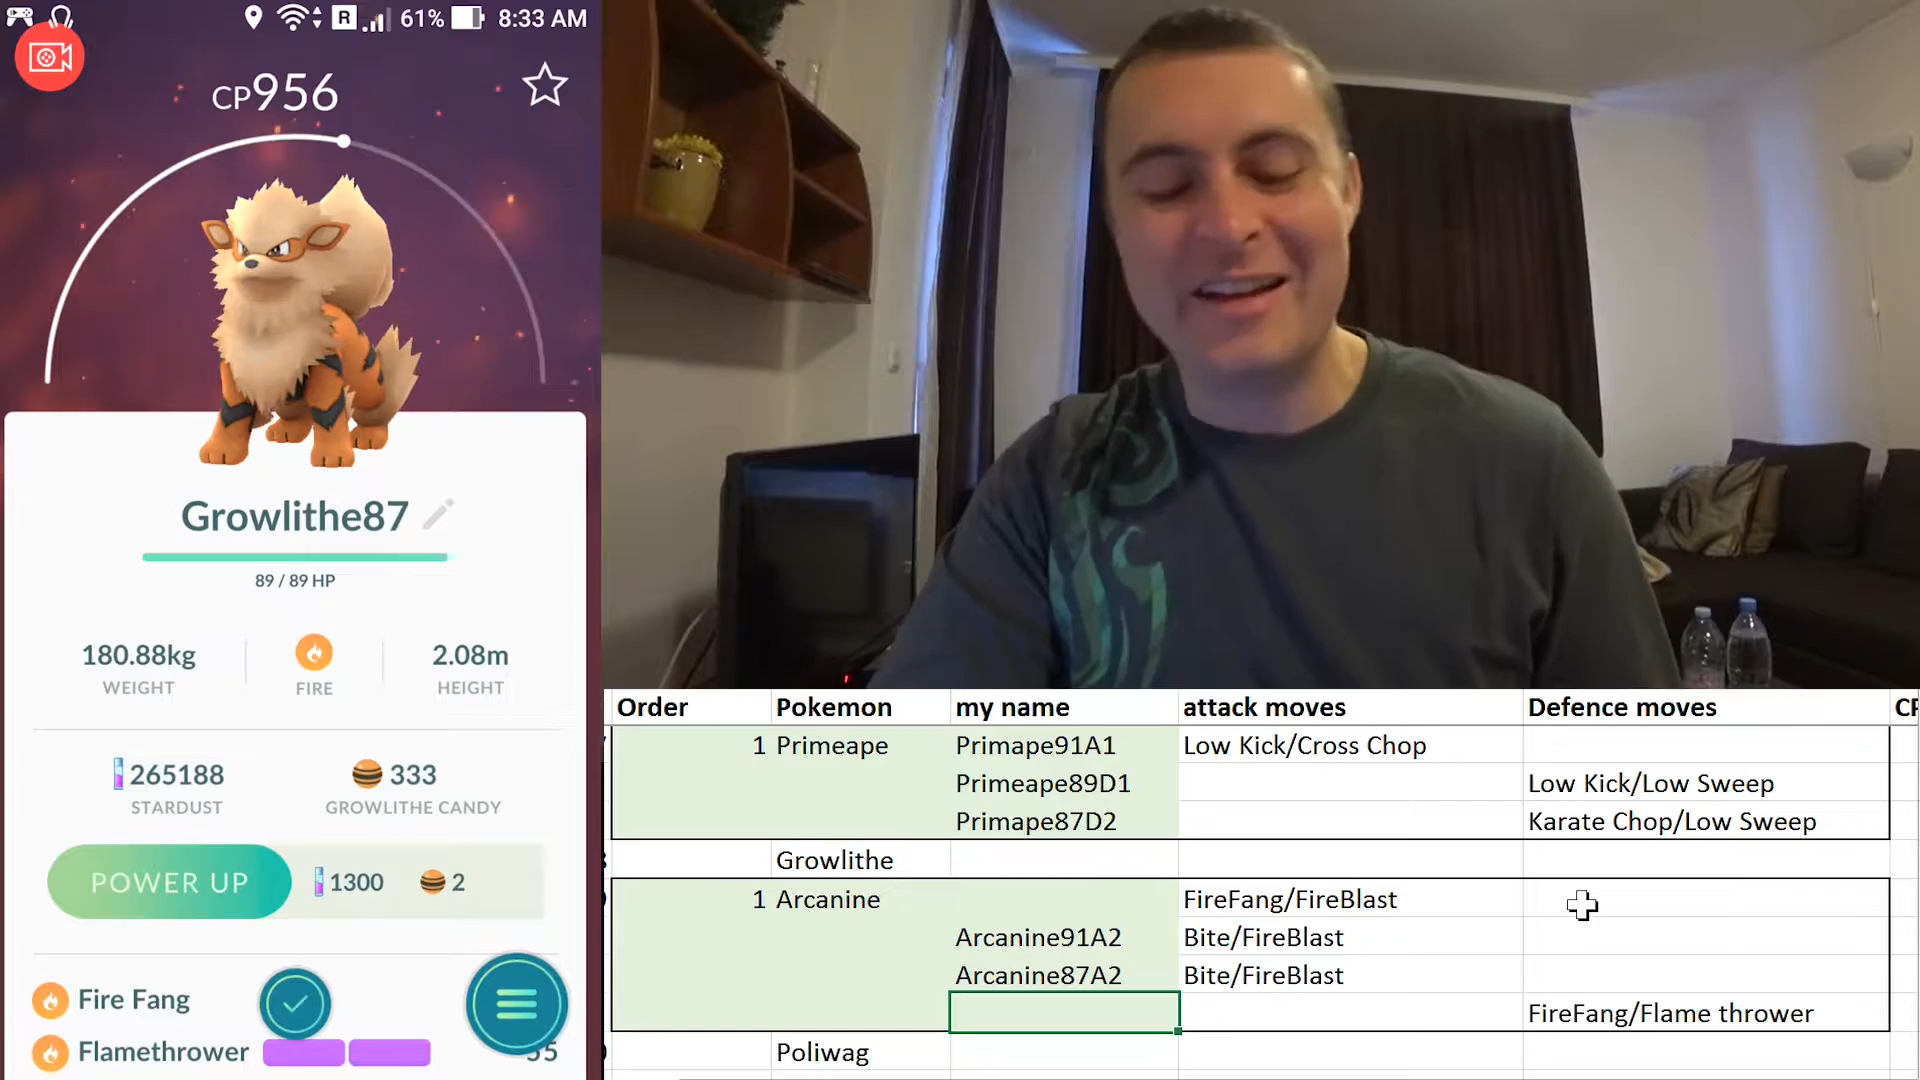 R 61% 8:33 AM
CP956
Growlithe87
89 / 89 HP
180.88kg
WEIGHT
FIRE
2.08m
HEIGHT
265188
STARDUST
333
GROWLITHE CANDY
POWER UP 1300 2
Fire Fang
Flamethrower 55
Order Pokemon my name attack moves Defence moves
1 Primeape Primape91A1 Low Kick/Cross Chop
Primeape89D1 Low Kick/Low Sweep
Primape87D2 Karate Chop/Low Sweep
Growlithe
1 Arcanine FireFang/FireBlast
Arcanine91A2 Bite/FireBlast
Arcanine87A2 Bite/FireBlast
FireFang/Flame thrower
Poliwag